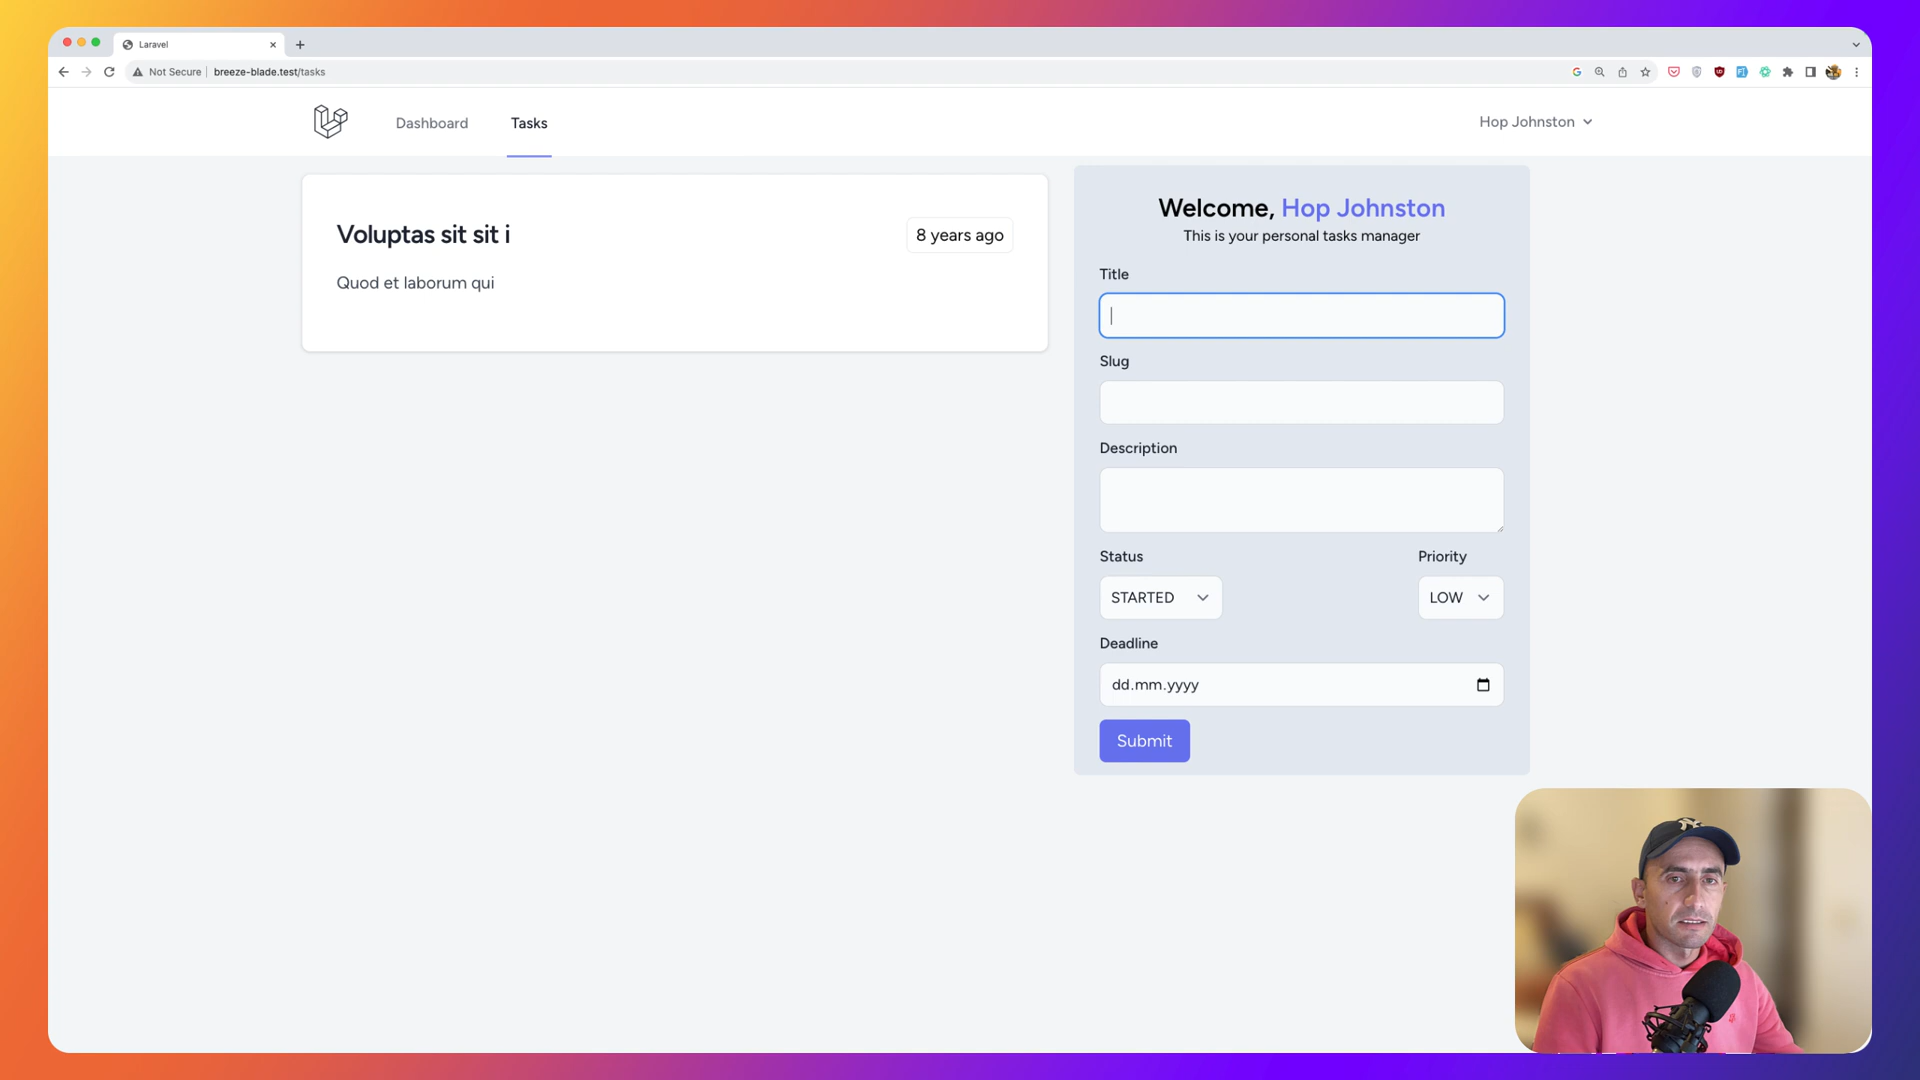 Laravel
Not Secure
breeze-blade.test/tasks
Dashboard
Tasks
Hop Johnston
Voluptas sit sit i
8 years ago
Quod et laborum qui
Welcome, Hop Johnston
This is your personal tasks manager
Title
Slug
Description
Status
Priority
STARTED
LOW
Deadline
dd.mm.yyyy
Submit